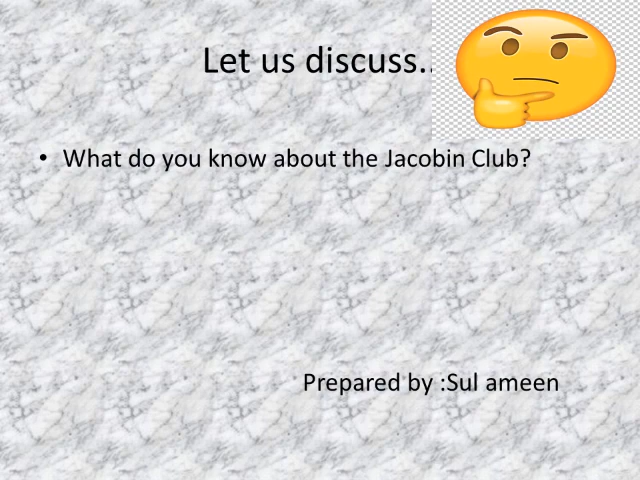 Let us discuss..
• What do you know about the Jacobin Club?
Prepared by :Sul ameen